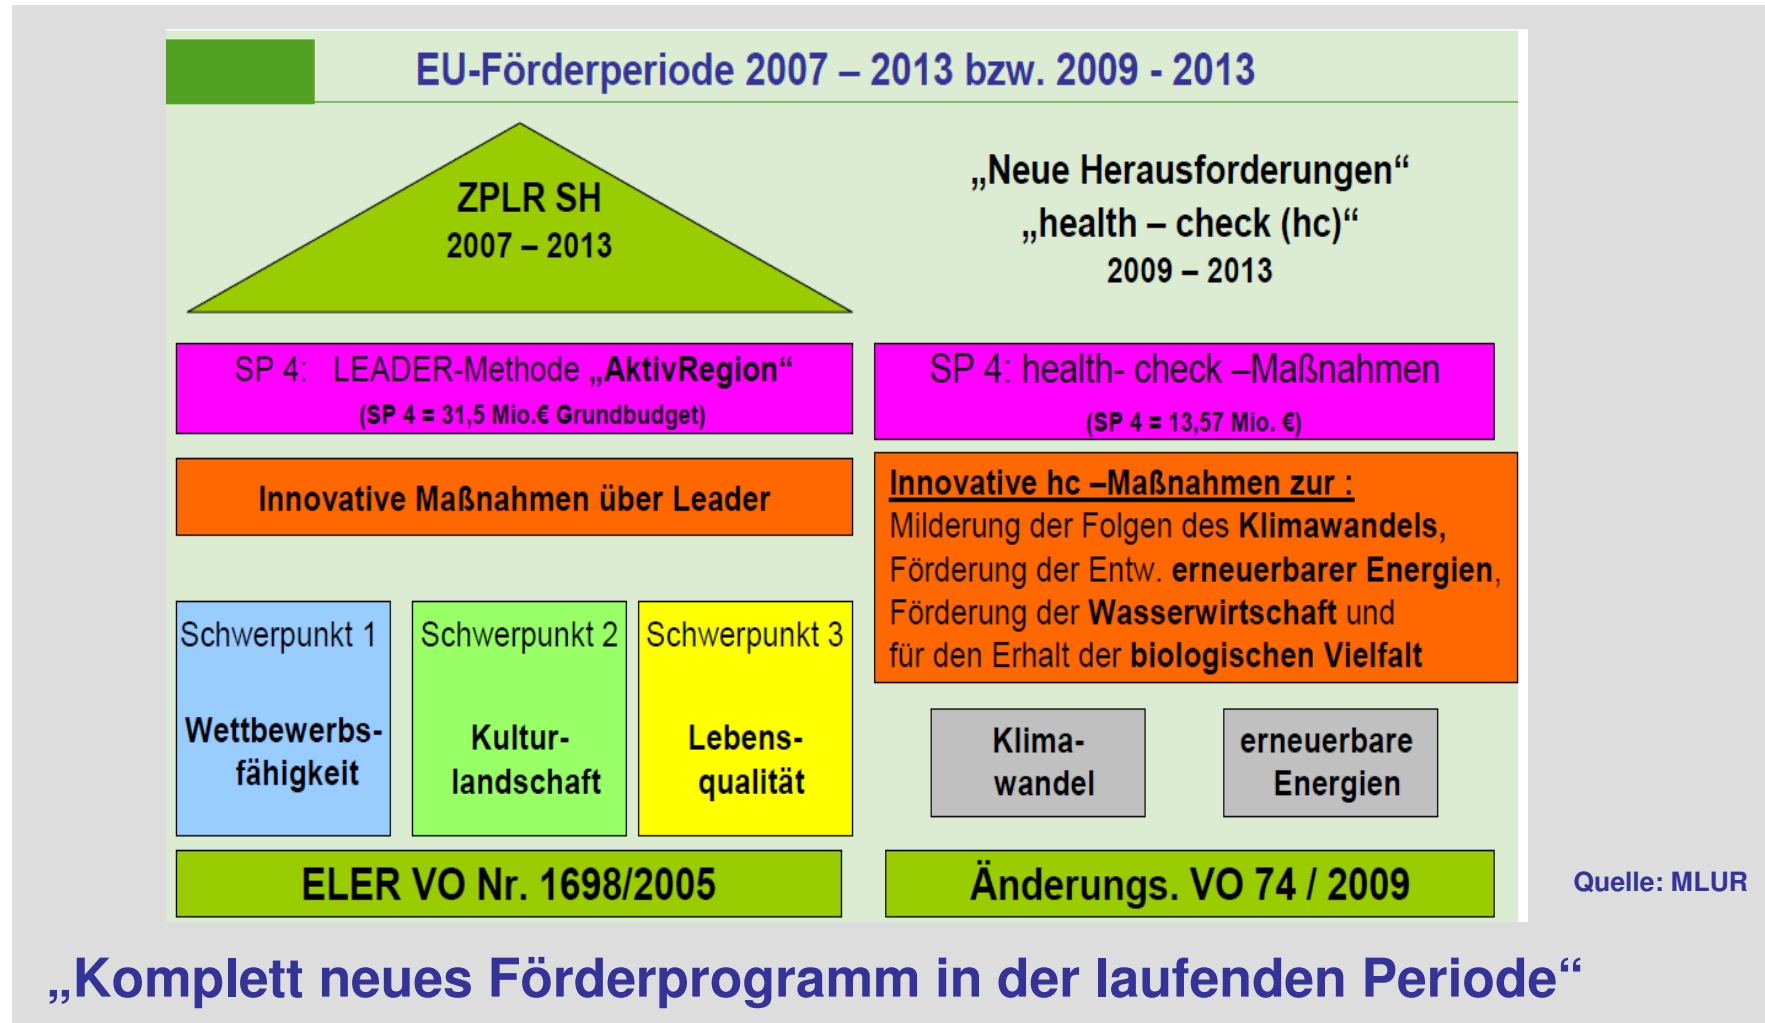 EU-Förderperiode 2007 – 2013 bzw. 2009 - 2013
ZPLR SH
2007 – 2013
„Neue Herausforderungen“
„health – check (hc)“
2009 – 2013
SP 4: LEADER-Methode „AktivRegion“
(SP 4 = 31,5 Mio.€ Grundbudget)
SP 4: health- check –Maßnahmen
(SP 4 = 13,57 Mio. €)
Innovative Maßnahmen über Leader
Innovative hc –Maßnahmen zur :
Milderung der Folgen des Klimawandels,
Förderung der Entw. erneuerbarer Energien,
Förderung der Wasserwirtschaft und
für den Erhalt der biologischen Vielfalt
Schwerpunkt 1
Wettbewerbs-
fähigkeit
Schwerpunkt 2
Kultur-
landschaft
Schwerpunkt 3
Lebens-
qualität
Klima-
wandel
erneuerbare
Energien
ELER VO Nr. 1698/2005
Änderungs. VO 74 / 2009
Quelle: MLUR
„Komplett neues Förderprogramm in der laufenden Periode“